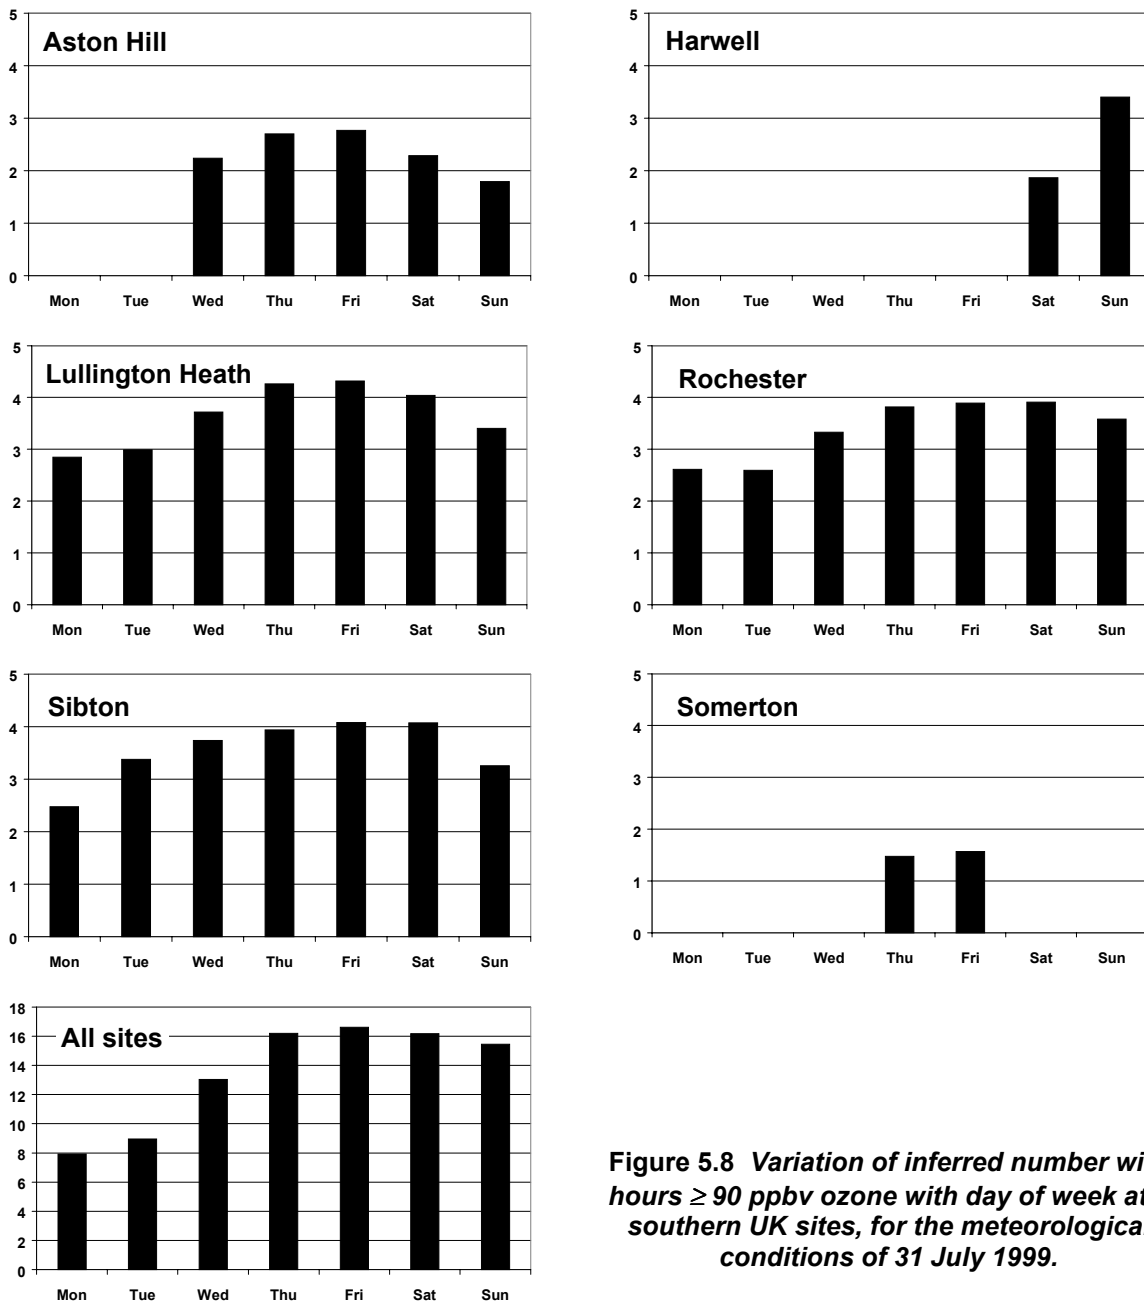 5
Aston Hill
4
3
2
1
0
Mon Tue Wed Thu Fri Sat Sun
5
Harwell
4
3
2
1
0
Mon Tue Wed Thu Fri Sat Sun
5
Lullington Heath
4
3
2
1
0
Mon Tue Wed Thu Fri Sat Sun
5
Rochester
4
3
2
1
0
Mon Tue Wed Thu Fri Sat Sun
5
Sibton
4
3
2
1
0
Mon Tue Wed Thu Fri Sat Sun
5
Somerton
4
3
2
1
0
Mon Tue Wed Thu Fri Sat Sun
18
16
All sites
14
12
10
8
6
4
2
0
Mon Tue Wed Thu Fri Sat Sun
Figure 5.8 Variation of inferred number
hours ≥ 90 ppbv ozone with day of week at
southern UK sites, for the meteorological
conditions of 31 July 1999.